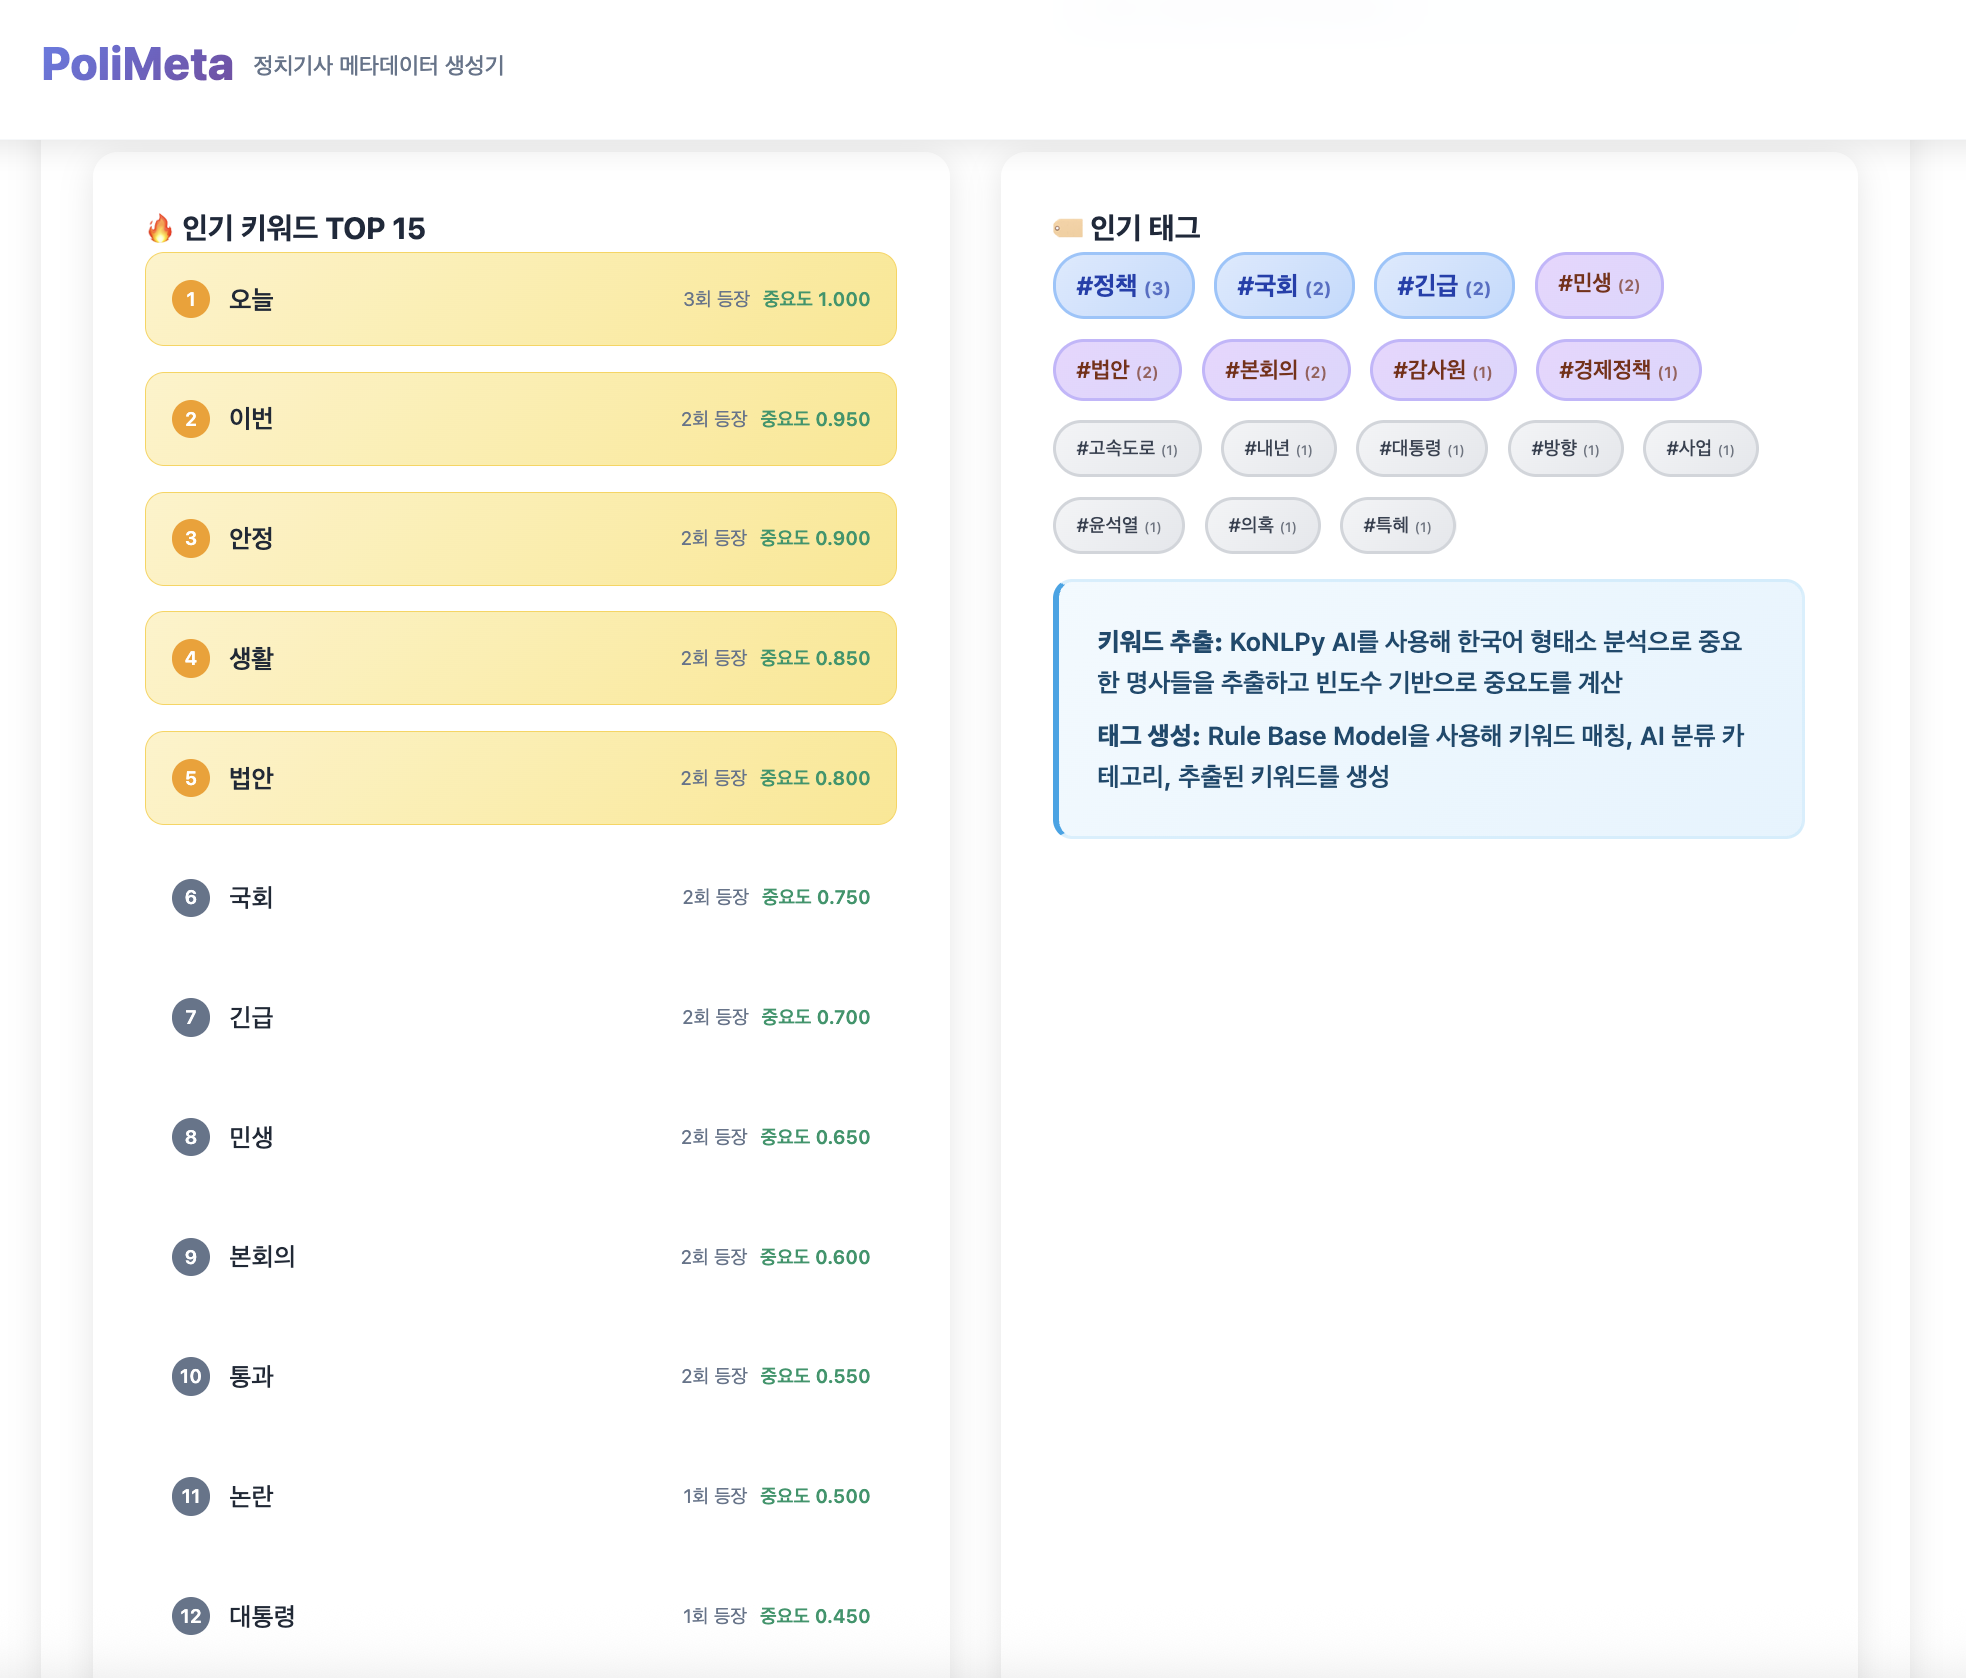 PoliMeta 정치기사 메타데이터 생성기
🔥 인기 키워드 TOP 15
1 오늘 3회 등장 중요도 1.000
2 이번 2회 등장 중요도 0.950
3 안정 2회 등장 중요도 0.900
4 생활 2회 등장 중요도 0.850
5 법안 2회 등장 중요도 0.800
6 국회 2회 등장 중요도 0.750
7 긴급 2회 등장 중요도 0.700
8 민생 2회 등장 중요도 0.650
9 본회의 2회 등장 중요도 0.600
10 통과 2회 등장 중요도 0.550
11 논란 1회 등장 중요도 0.500
12 대통령 1회 등장 중요도 0.450
🏷️ 인기 태그
#정책 (3) #국회 (2) #긴급 (2) #민생 (2)
#법안 (2) #본회의 (2) #감사원 (1) #경제정책 (1)
#고속도로 (1) #내년 (1) #대통령 (1) #방향 (1) #사업 (1)
#윤석열 (1) #의혹 (1) #특혜 (1)
키워드 추출: KoNLPy AI를 사용해 한국어 형태소 분석으로 중요
한 명사들을 추출하고 빈도수 기반으로 중요도를 계산
태그 생성: Rule Base Model을 사용해 키워드 매칭, AI 분류 카
테고리, 추출된 키워드를 생성